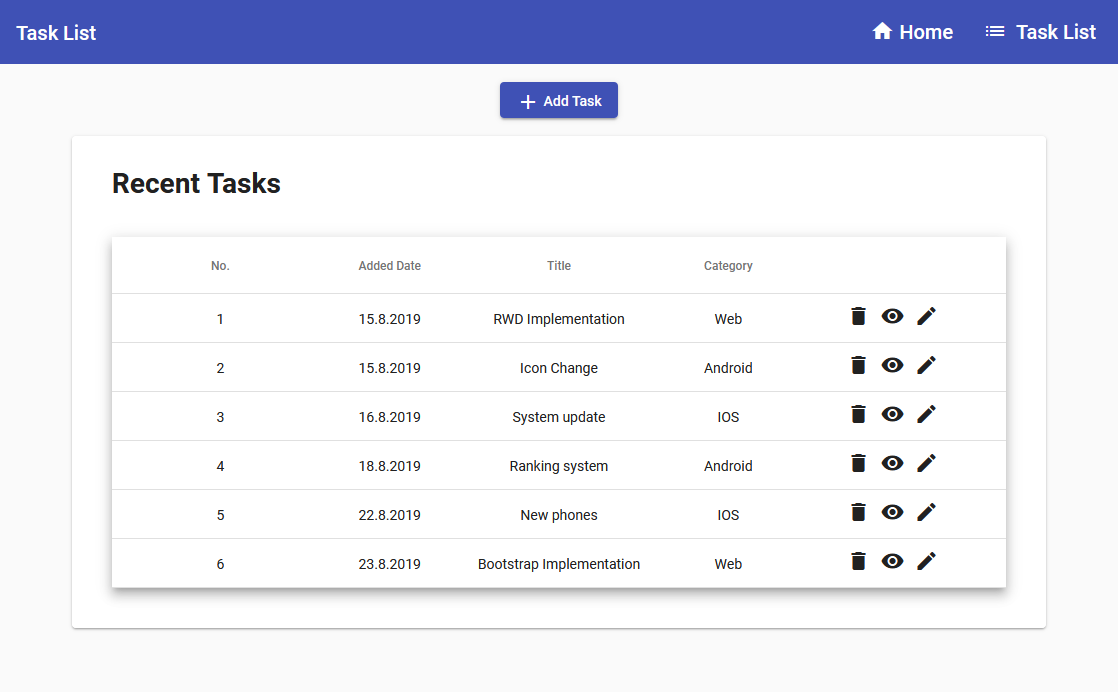 Task List Home Task List
Add Task
Recent Tasks
No. Added Date Title Category
1 15.8.2019 RWD Implementation Web
2 15.8.2019 Icon Change Android
3 16.8.2019 System update IOS
4 18.8.2019 Ranking system Android
5 22.8.2019 New phones IOS
6 23.8.2019 Bootstrap Implementation Web